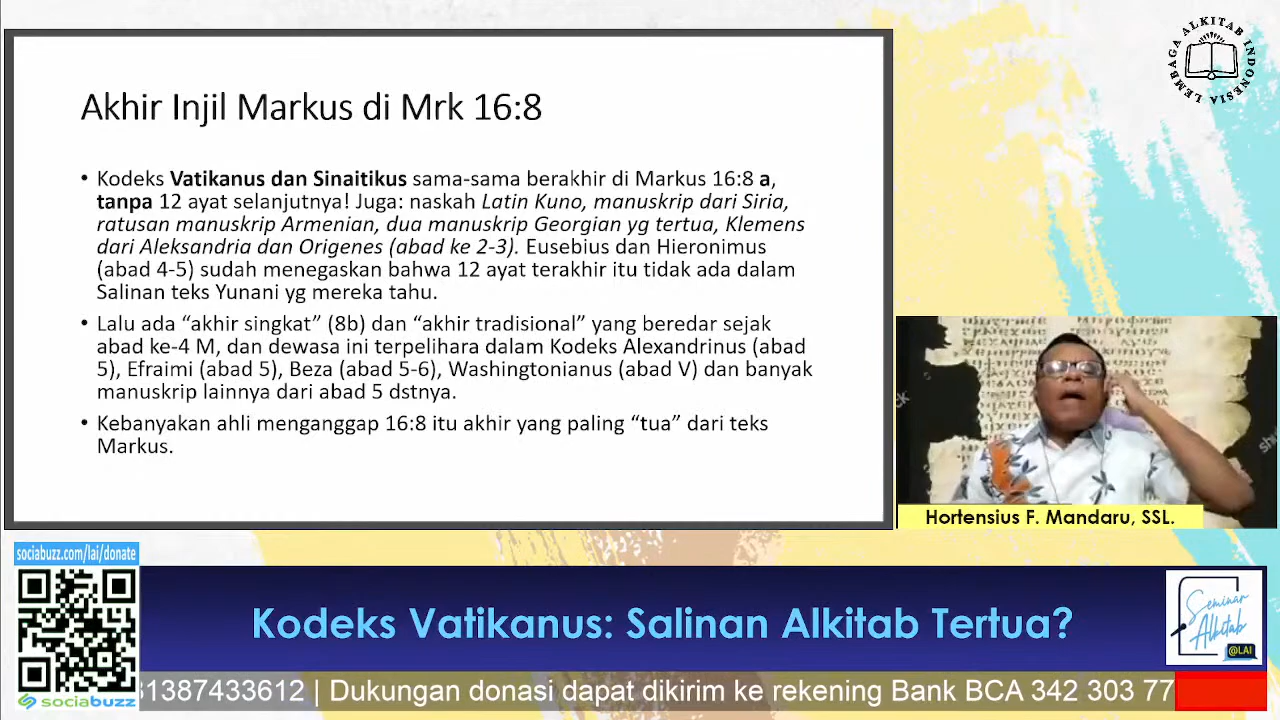 Akhir Injil Markus di Mrk 16:8
• Kodeks Vatikanus dan Sinaitikus sama-sama berakhir di Markus 16:8 a,
tanpa 12 ayat selanjutnya! Juga: naskah Latin Kuno, manuskrip dari Siria,
ratusan manuskrip Armenian, dua manuskrip Georgian yg tertua, Klemens
dari Aleksandria dan Origenes (abad ke 2-3). Eusebius dan Hieronimus
(abad 4-5) sudah menegaskan bahwa 12 ayat terakhir itu tidak ada dalam
Salinan teks Yunani yg mereka tahu.
• Lalu ada “akhir singkat” (8b) dan “akhir tradisional” yang beredar sejak
abad ke-4 M, dan dewasa ini terpelihara dalam Kodeks Alexandrinus (abad
5), Efraimi (abad 5), Beza (abad 5-6), Washingtonianus (abad V) dan banyak
manuskrip lainnya dari abad 5 dstnya.
• Kebanyakan ahli menganggap 16:8 itu akhir yang paling “tua” dari teks
Markus.
LEMBAGA ALKITAB INDONESIA
Hortensius F. Mandaru, SSL.
sociabuzz.com/lai/donate
sociabuzz
Kodeks Vatikanus: Salinan Alkitab Tertua?
Seminar
Alkitab
@LAI
31387433612 | Dukungan donasi dapat dikirim ke rekening Bank BCA 342 303 77